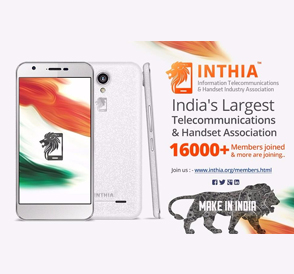 INTHIA™
Information Telecommunications
& Handset Industry Association
India's Largest
Telecommunications
& Handset Association
16000+ Members joined
& more are joining..
Join us : - www.inthia.org/members.html
MAKE IN INDIA
INTHIA